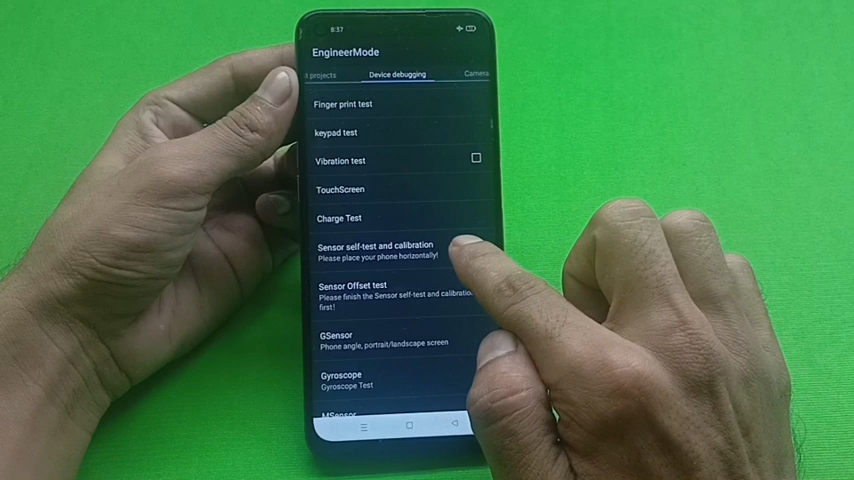 8:37
EngineerMode
projects
Device debugging
Camera
Finger print test
keypad test
Vibration test
TouchScreen
Charge Test
Sensor self-test and calibration
Please place your phone horizontally!
Sensor Offset test
Please finish the Sensor self-test and calibration
first!
GSensor
Phone angle, portrait/landscape screen
Gyroscope
Gyroscope Test
MSensor